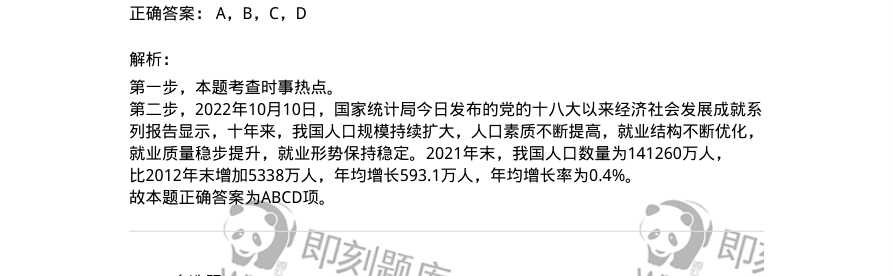 正确答案： A，B，C，D
解析：
第一步，本题考查时事热点。
第二步，2022年10月10日，国家统计局今日发布的党的十八大以来经济社会发展成就系
列报告显示，十年来，我国人口规模持续扩大，人口素质不断提高，就业结构不断优化，
就业质量稳步提升，就业形势保持稳定。2021年末，我国人口数量为141260万人，
比2012年末增加5338万人，年均增长593.1万人，年均增长率为0.4%。
故本题正确答案为ABCD项。
即刻题库
即刻题库